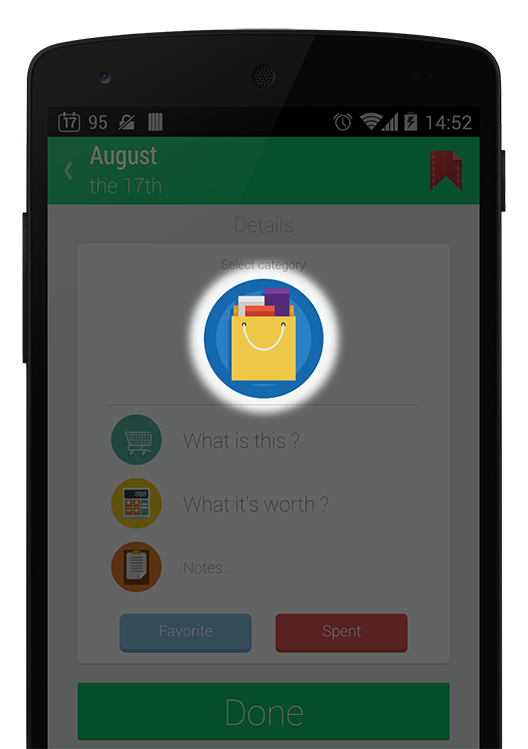 17 95 14:52
August
the 17th
Details
Select category
What is this ?
What it's worth ?
Notes...
Favorite Spent
Done